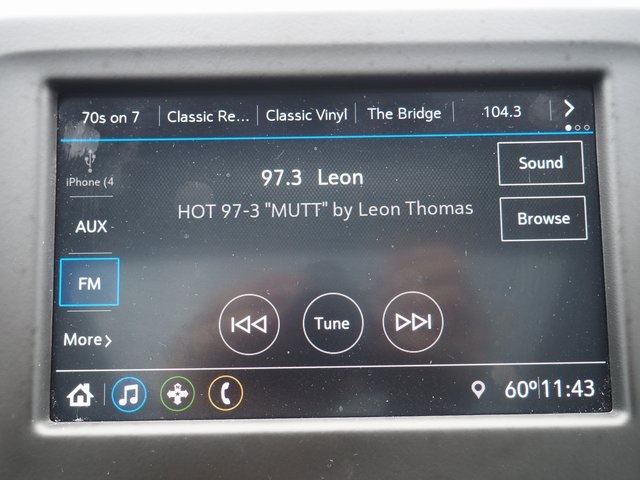 70s on 7 Classic Re... Classic Vinyl The Bridge 104.3
iPhone (4
97.3 Leon
Sound
HOT 97-3 "MUTT" by Leon Thomas
AUX
Browse
FM
Tune
More
60° 11:43